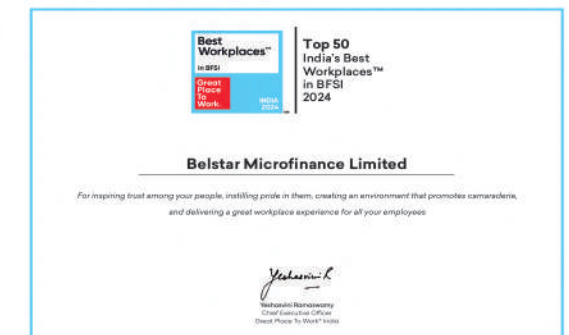 Best
Workplaces™
in BFSI
Great
Place
To
Work.
INDIA
2024
Top 50
India's Best
Workplaces™
in BFSI
2024
Belstar Microfinance Limited
For inspiring trust among your people, instilling pride in them, creating an environment that promotes camaraderie,
and delivering a great workplace experience for all your employees
Yeshasvini R
Yeshasvini Ramaswamy
Chief Executive Officer
Great Place To Work® India